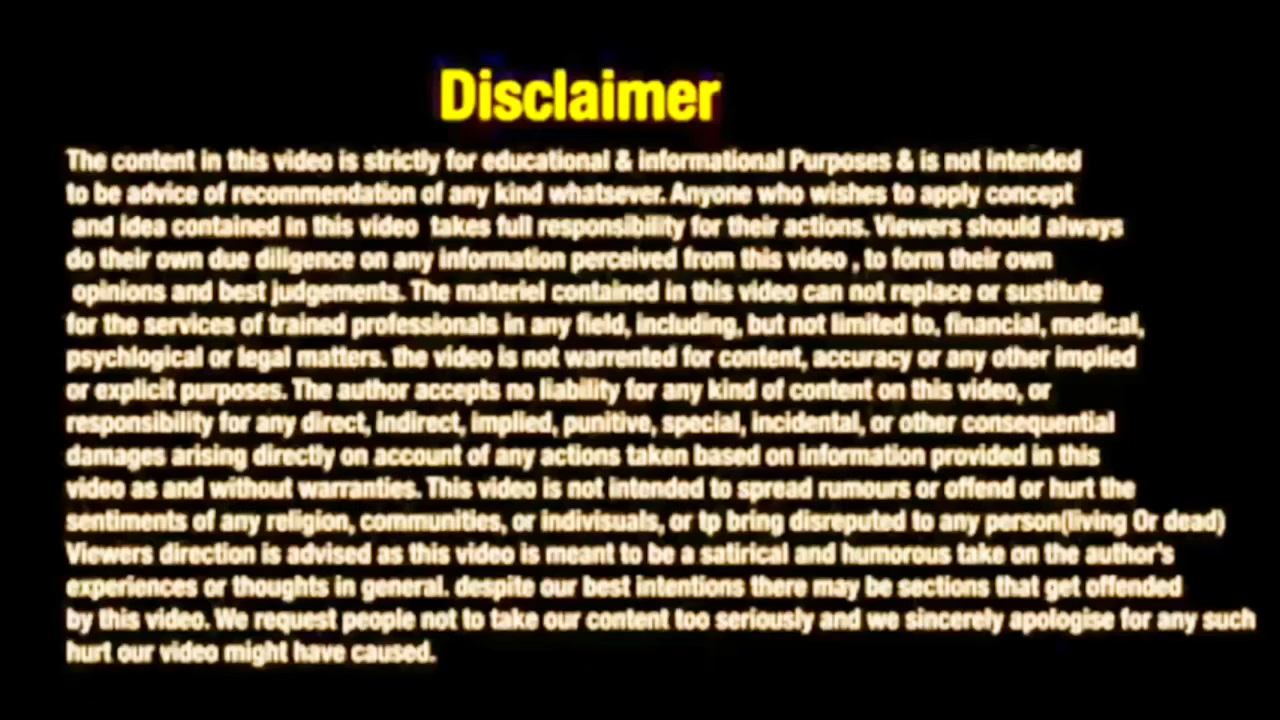 Disclaimer
The content in this video is strictly for educational & informational Purposes & is not intended
to be advice of recommendation of any kind whatsever. Anyone who wishes to apply concept
and idea contained in this video takes full responsibility for their actions. Viewers should always
do their own due diligence on any information perceived from this video , to form their own
opinions and best judgements. The materiel contained in this video can not replace or sustitute
for the services of trained professionals in any field, including, but not limited to, financial, medical,
psychlogical or legal matters. the video is not warrented for content, accuracy or any other implied
or explicit purposes. The author accepts no liability for any kind of content on this video, or
responsibility for any direct, indirect, implied, punitive, special, incidental, or other consequential
damages arising directly on account of any actions taken based on information provided in this
video as and without warranties. This video is not intended to spread rumours or offend or hurt the
sentiments of any religion, communities, or indivisuals, or tp bring disreputed to any person(living Or dead)
Viewers direction is advised as this video is meant to be a satirical and humorous take on the author's
experiences or thoughts in general. despite our best intentions there may be sections that get offended
by this video. We request people not to take our content too seriously and we sincerely apologise for any such
hurt our video might have caused.